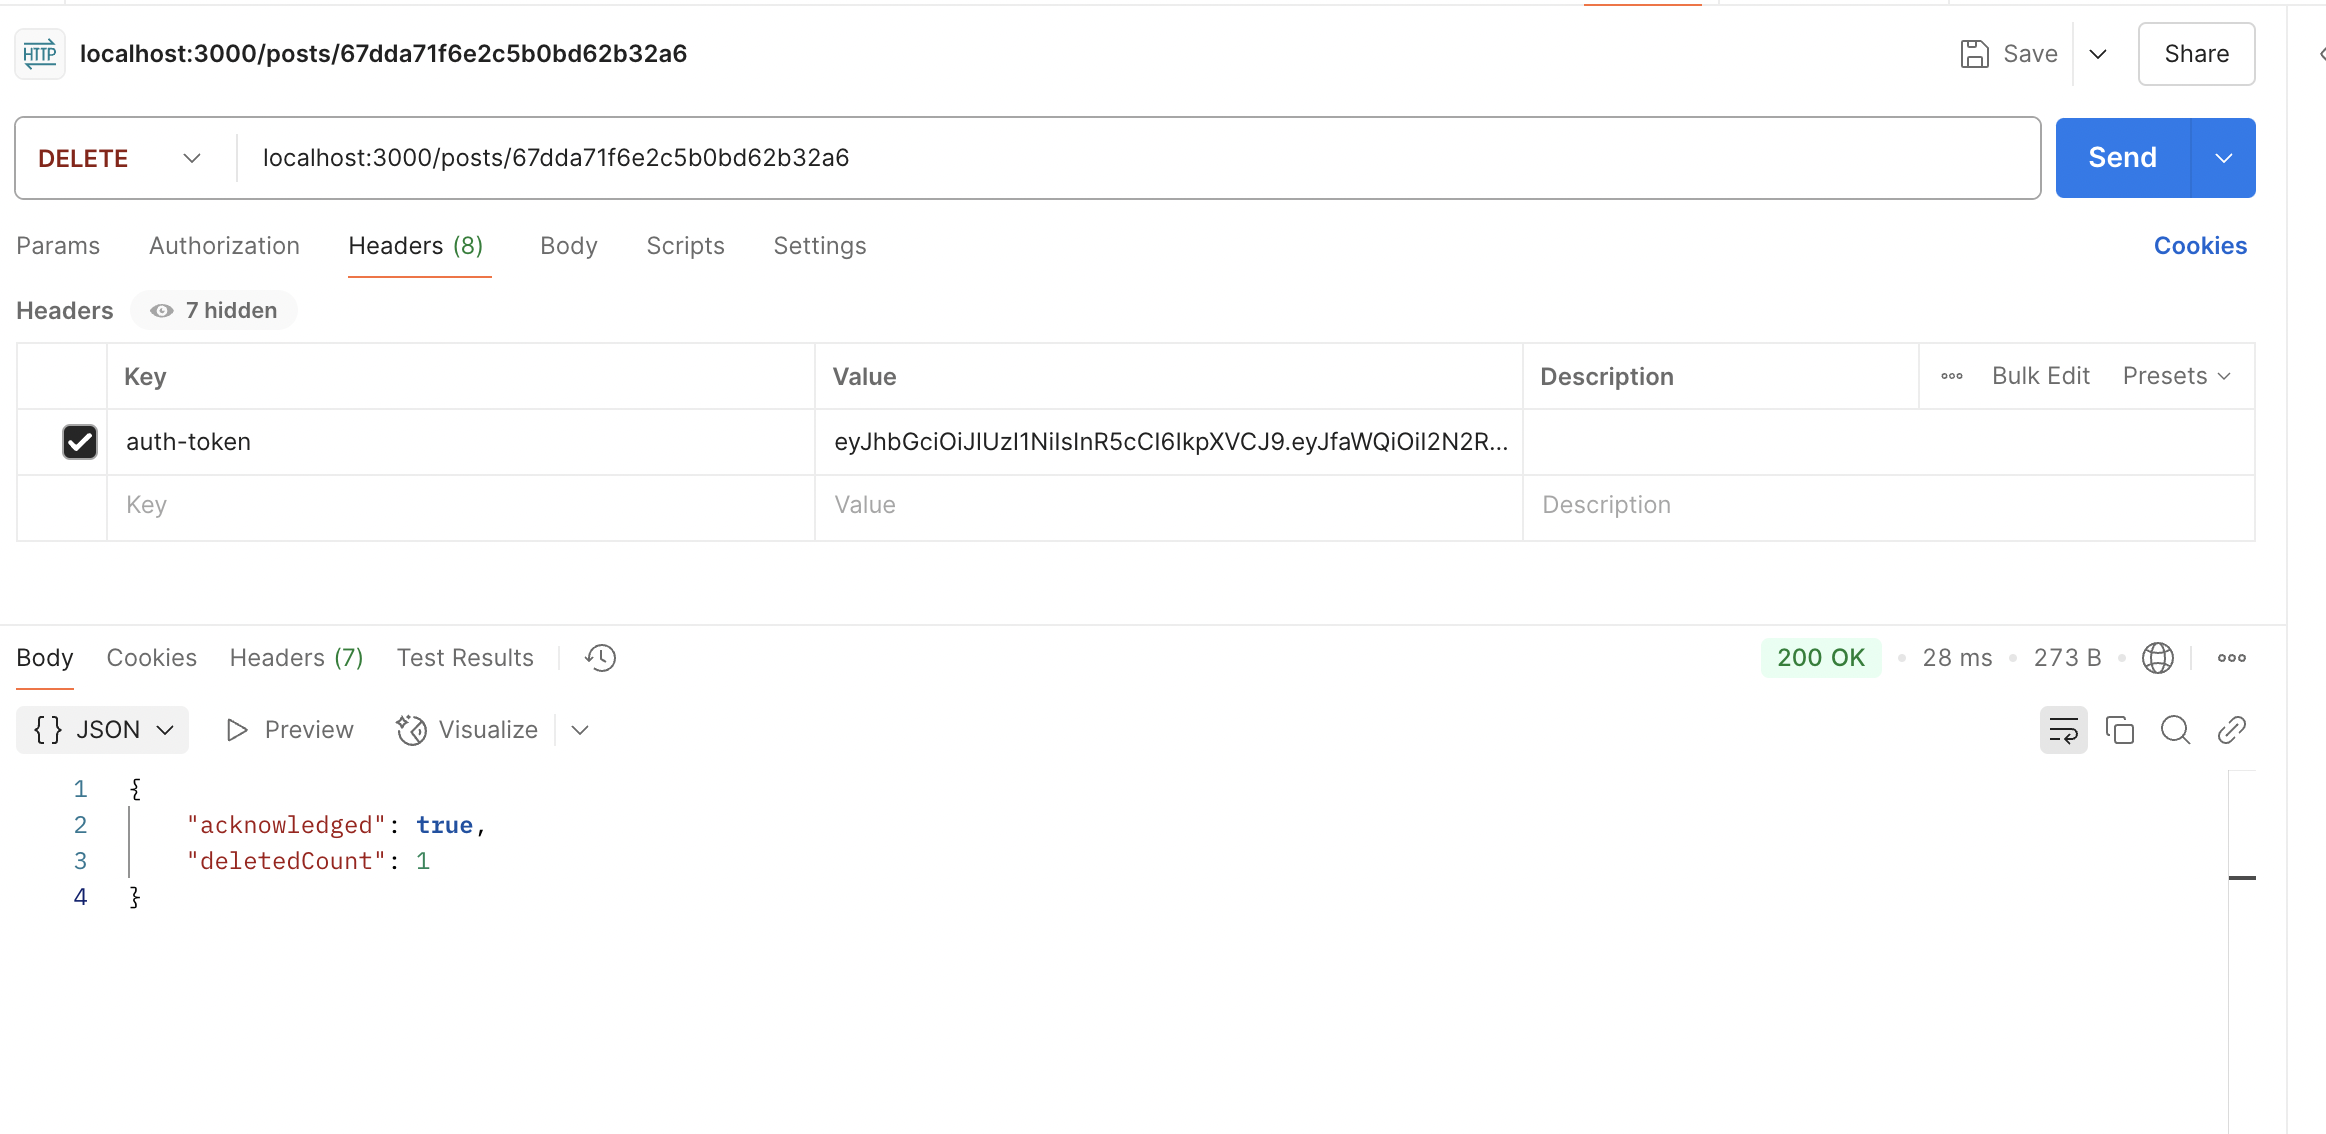 HTTP localhost:3000/posts/67dda71f6e2c5b0bd62b32a6 Save Share
DELETE localhost:3000/posts/67dda71f6e2c5b0bd62b32a6 Send
Params Authorization Headers (8) Body Scripts Settings Cookies
Headers 7 hidden
Key Value Description Bulk Edit Presets
auth-token eyJhbGciOiJIUzI1NiIsInR5cCI6IkpXVCJ9.eyJfaWQiOiI2N2R...
Key Value Description
Body Cookies Headers (7) Test Results 200 OK 28 ms 273 B
{} JSON Preview Visualize
1 {
2 "acknowledged": true,
3 "deletedCount": 1
4 }